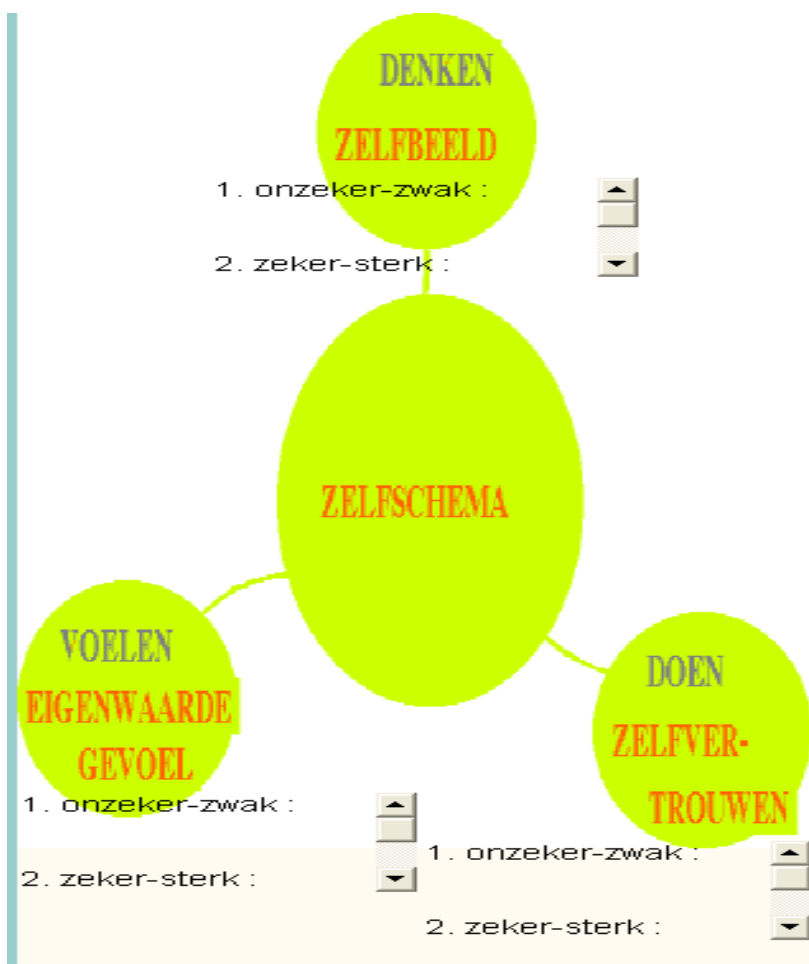 DENKEN
ZELFBEELD
1. onzeker-zwak :
2. zeker-sterk :
ZELFSCHEMA
VOELEN
EIGENWAARDE
GEVOEL
1. onzeker-zwak :
2. zeker-sterk :
DOEN
ZELFVER-
TROUWEN
1. onzeker-zwak :
2. zeker-sterk :